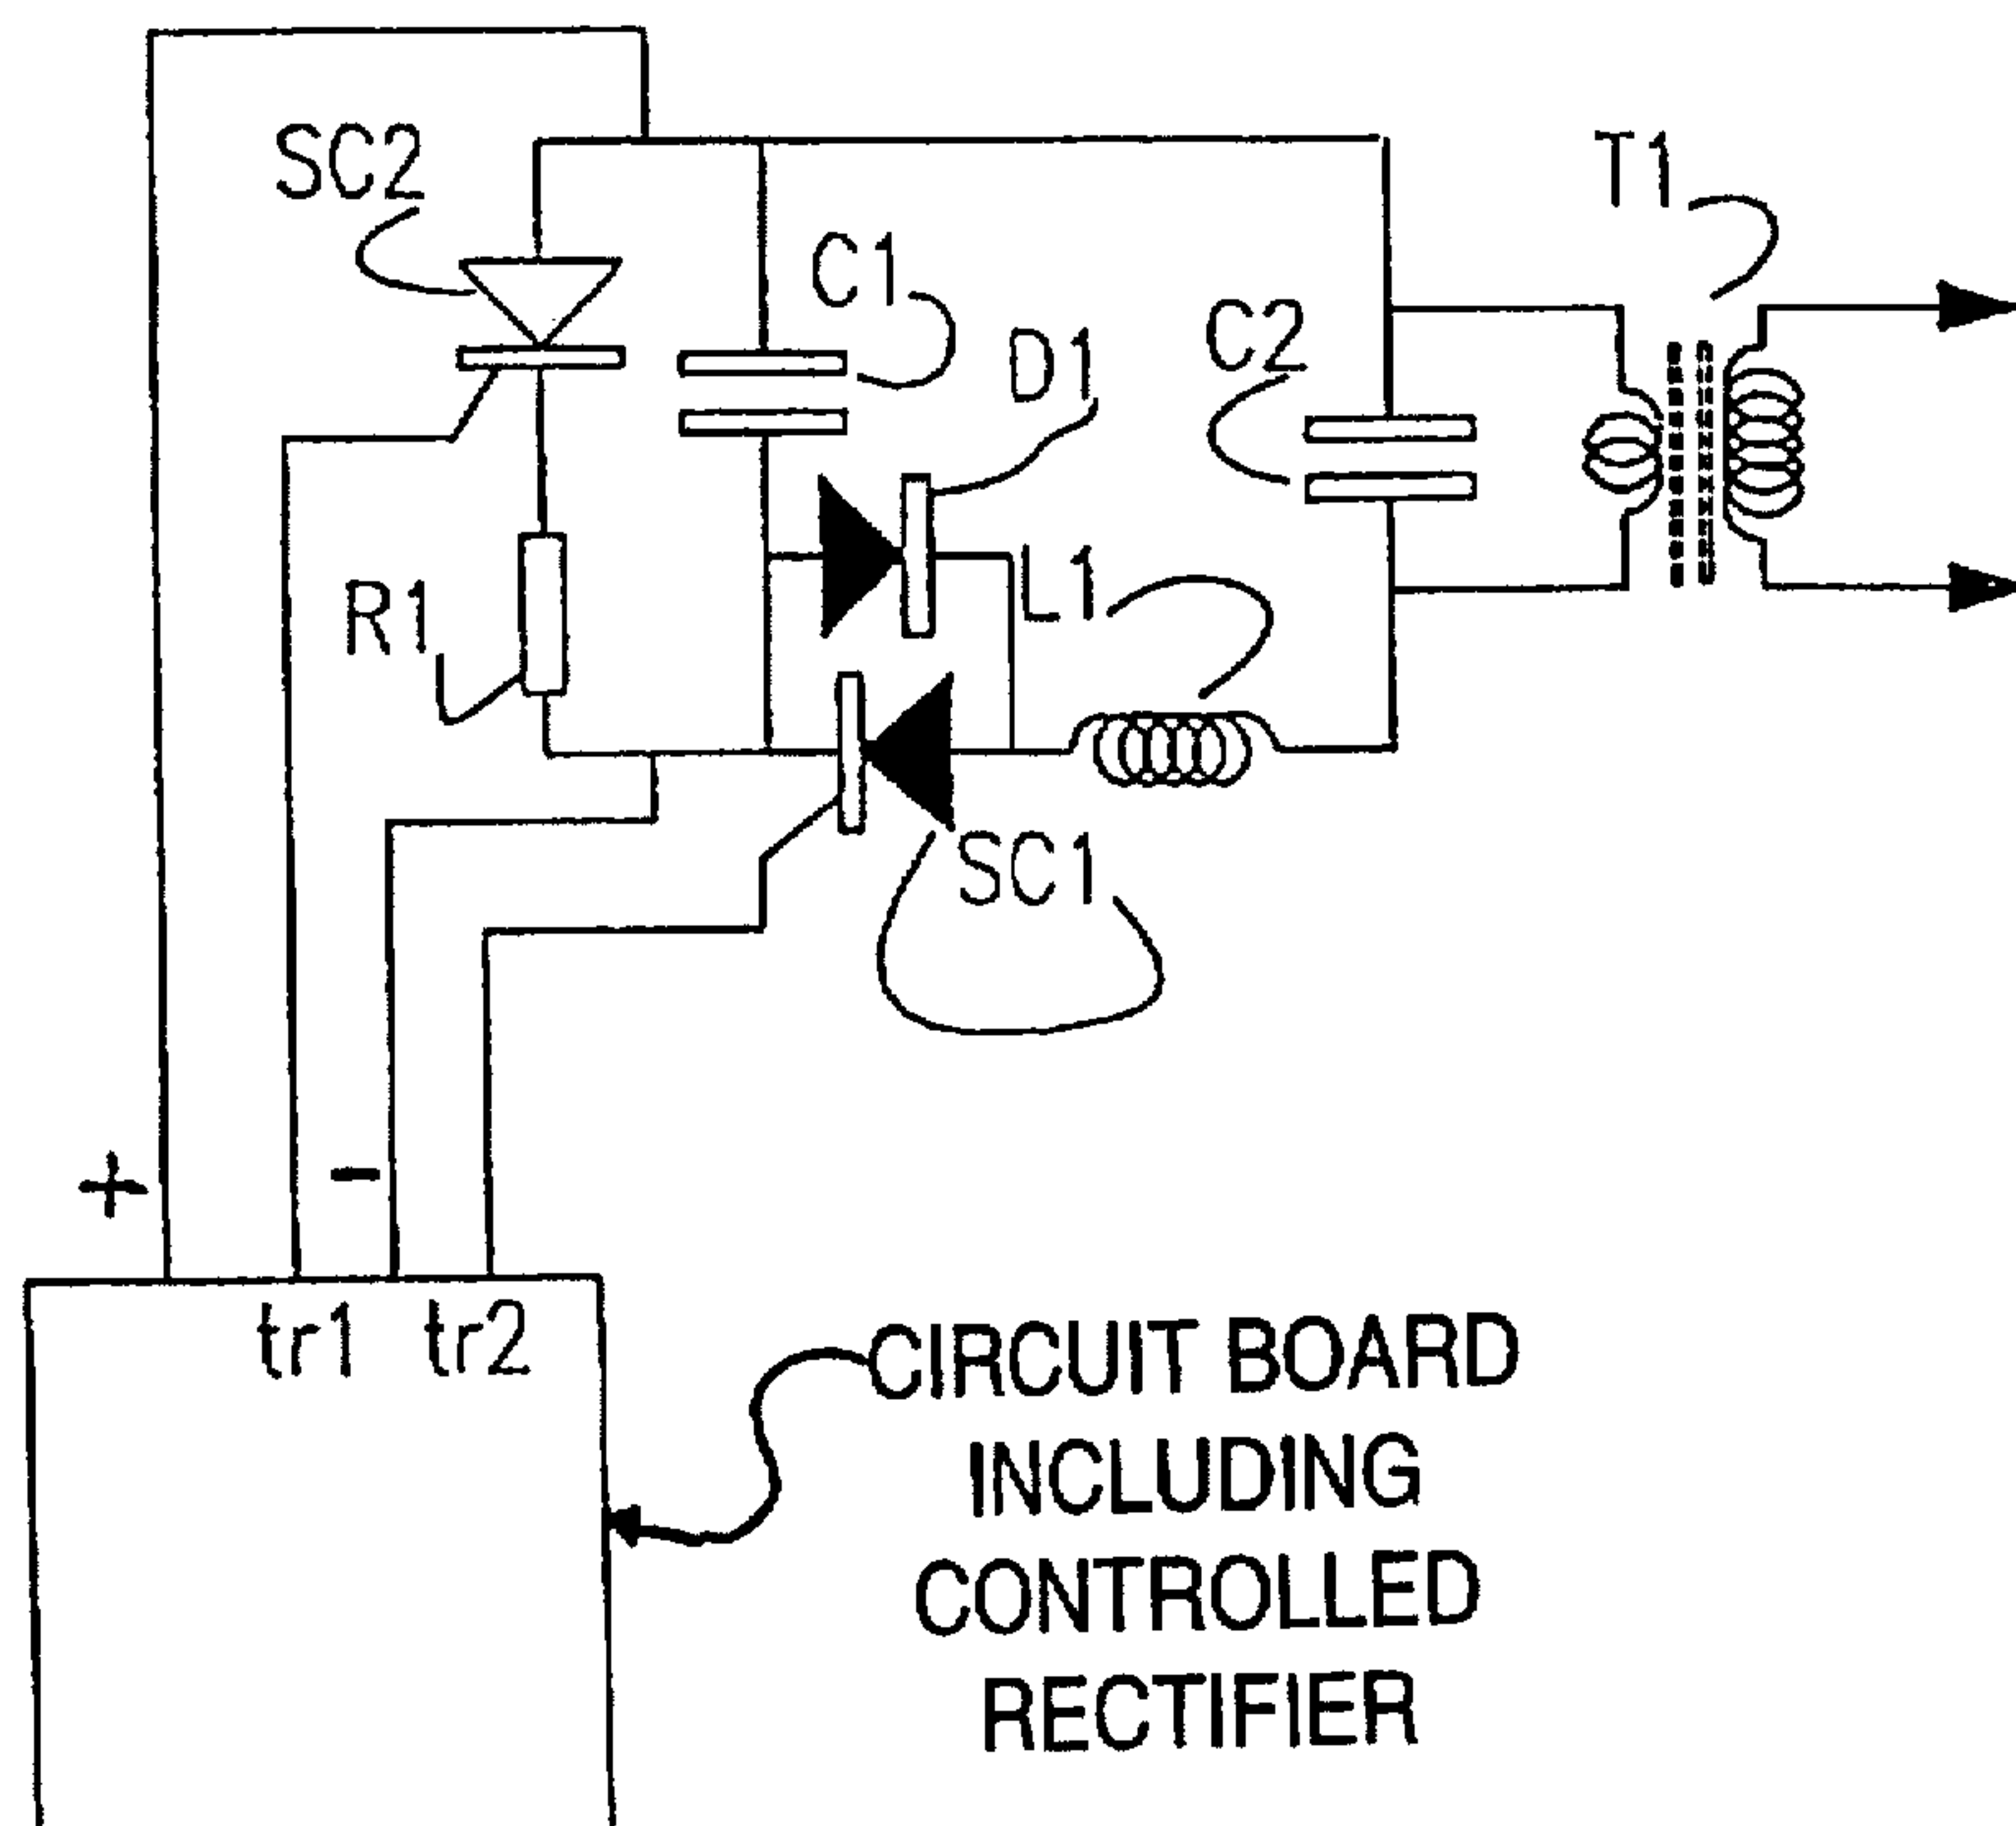 SC2
T1
C1
C2
D1
L1
R1
SC1
+
-
tr1 tr2
CIRCUIT BOARD
INCLUDING
CONTROLLED
RECTIFIER